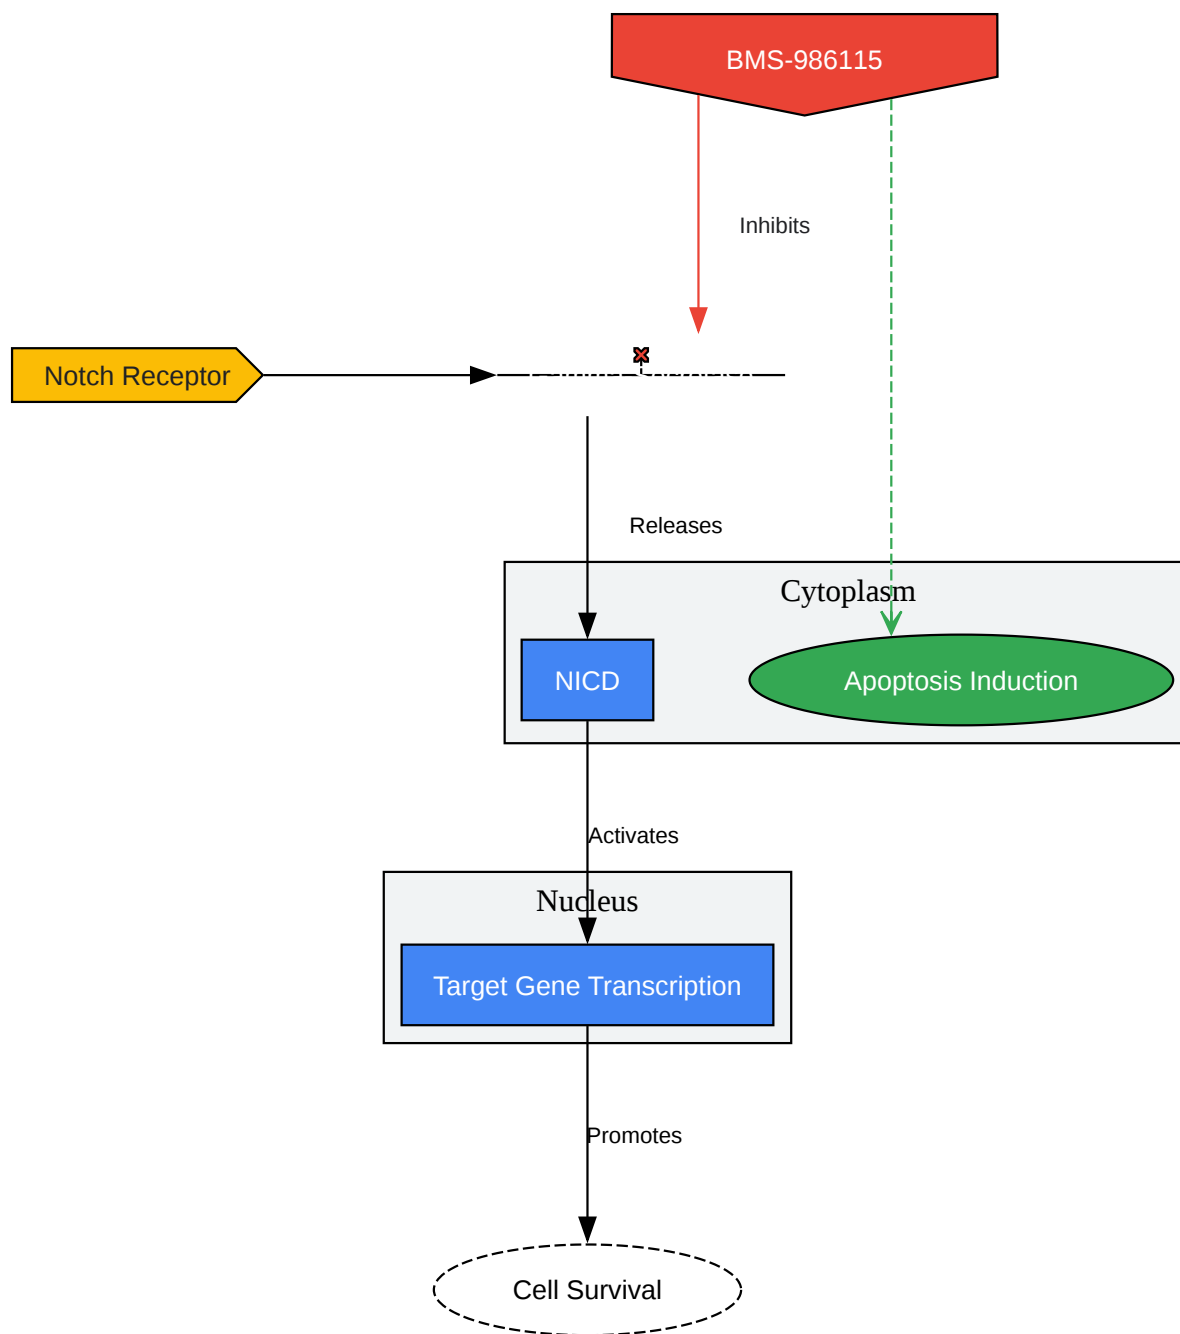 BMS-986115
Inhibits
Notch Receptor
Releases
Cytoplasm
NICD
Apoptosis Induction
Activates
Nucleus
Target Gene Transcription
Promotes
Cell Survival